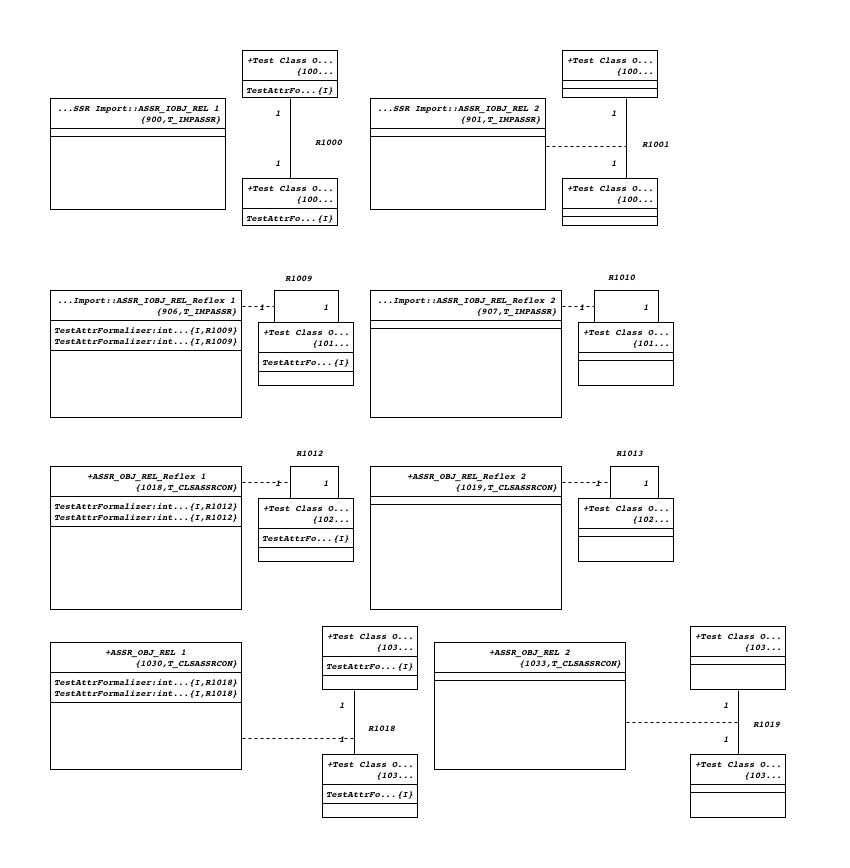 +Test Class O...
{100...
TestAttrFo...{I}
+Test Class O...
{100...
...SSR Import::ASSR_IOBJ_REL 1
{900,T_IMPASSR}
...SSR Import::ASSR_IOBJ_REL 2
{901,T_IMPASSR}
1
1
R1000
R1001
1
1
+Test Class O...
{100...
TestAttrFo...{I}
+Test Class O...
{100...
R1009
R1010
...Import::ASSR_IOBJ_REL_Reflex 1
{906,T_IMPASSR}
TestAttrFormalizer:int...{I,R1009}
TestAttrFormalizer:int...{I,R1009}
1
1
+Test Class O...
{101...
TestAttrFo...{I}
...Import::ASSR_IOBJ_REL_Reflex 2
{907,T_IMPASSR}
1
1
+Test Class O...
{101...
R1012
R1013
+ASSR_OBJ_REL_Reflex 1
{1018,T_CLSASSRCON}
TestAttrFormalizer:int...{I,R1012}
TestAttrFormalizer:int...{I,R1012}
1
1
+Test Class O...
{102...
TestAttrFo...{I}
+ASSR_OBJ_REL_Reflex 2
{1019,T_CLSASSRCON}
1
1
+Test Class O...
{102...
+ASSR_OBJ_REL 1
{1030,T_CLSASSRCON}
TestAttrFormalizer:int...{I,R1018}
TestAttrFormalizer:int...{I,R1018}
+Test Class O...
{103...
TestAttrFo...{I}
1
R1018
1
+Test Class O...
{103...
TestAttrFo...{I}
+ASSR_OBJ_REL 2
{1033,T_CLSASSRCON}
+Test Class O...
{103...
1
R1019
1
+Test Class O...
{103...